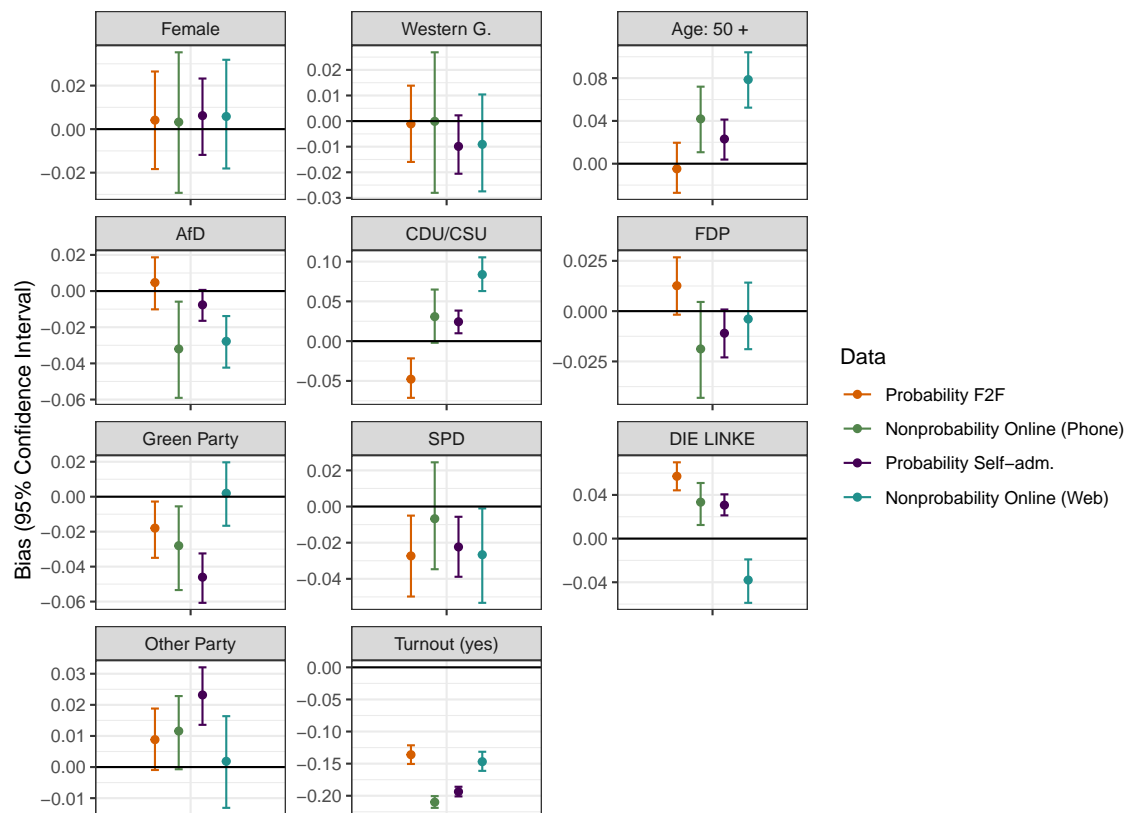 Female
Western G.
Age: 50 +
0.02
0.00
−0.02
0.02
0.01
0.00
−0.01
−0.02
−0.03
0.08
0.04
0.00
AfD
CDU/CSU
FDP
0.02
0.00
−0.02
−0.04
−0.06
0.10
0.05
0.00
−0.05
0.025
0.000
−0.025
Green Party
SPD
DIE LINKE
0.02
0.00
−0.02
−0.04
−0.06
0.02
0.00
−0.02
−0.04
0.04
0.00
−0.04
Other Party
Turnout (yes)
0.03
0.02
0.01
0.00
−0.01
0.00
−0.05
−0.10
−0.15
−0.20
Bias (95% Confidence Interval)
Data
Probability F2F
Nonprobability Online (Phone)
Probability Self−adm.
Nonprobability Online (Web)